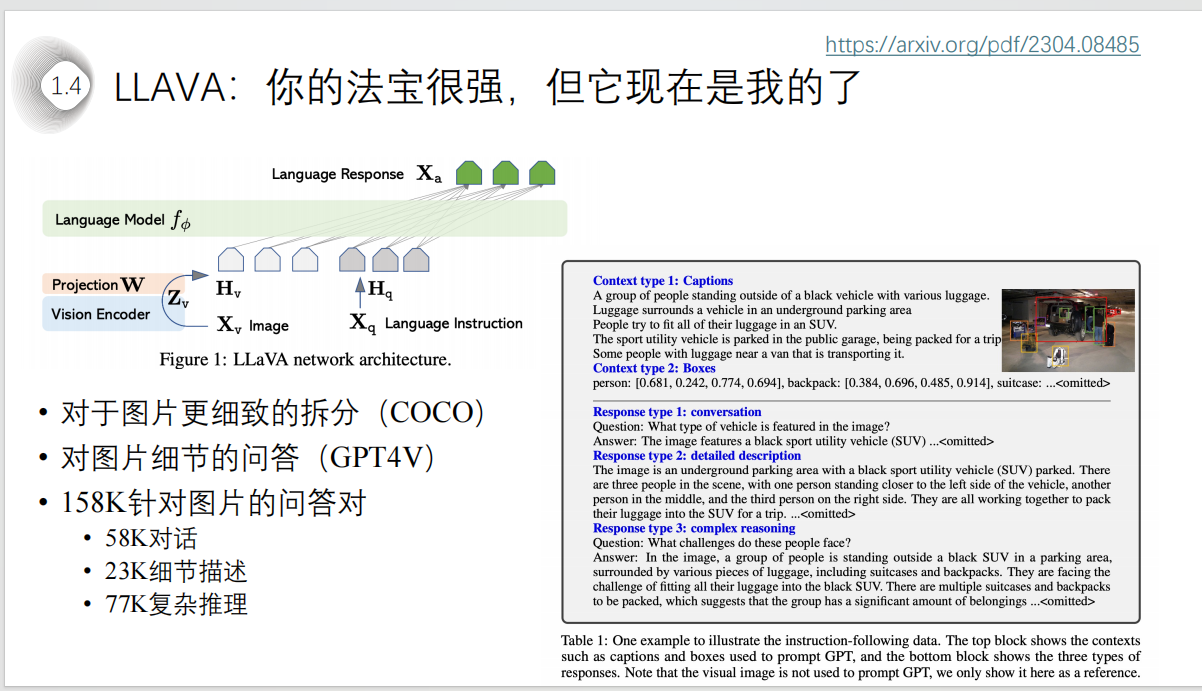 https://arxiv.org/pdf/2304.08485
1.4
LLAVA：你的法宝很强，但它现在是我的了
Language Response Xa
Language Model fϕ
Projection W
Vision Encoder
Zv
Hv
Xv Image
Hq
Xq Language Instruction
Figure 1: LLaVA network architecture.
• 对于图片更细致的拆分（COCO）
• 对图片细节的问答（GPT4V）
• 158K针对图片的问答对
• 58K对话
• 23K细节描述
• 77K复杂推理
Context type 1: Captions
A group of people standing outside of a black vehicle with various luggage.
Luggage surrounds a vehicle in an underground parking area
People try to fit all of their luggage in an SUV.
The sport utility vehicle is parked in the public garage, being packed for a trip
Some people with luggage near a van that is transporting it.
Context type 2: Boxes
person: [0.681, 0.242, 0.774, 0.694], backpack: [0.384, 0.696, 0.485, 0.914], suitcase: ...<omitted>
Response type 1: conversation
Question: What type of vehicle is featured in the image?
Answer: The image features a black sport utility vehicle (SUV) ...<omitted>
Response type 2: detailed description
The image is an underground parking area with a black sport utility vehicle (SUV) parked. There
are three people in the scene, with one person standing closer to the left side of the vehicle, another
person in the middle, and the third person on the right side. They are all working together to pack
their luggage into the SUV for a trip. ...<omitted>
Response type 3: complex reasoning
Question: What challenges do these people face?
Answer: In the image, a group of people is standing outside a black SUV in a parking area,
surrounded by various pieces of luggage, including suitcases and backpacks. They are facing the
challenge of fitting all their luggage into the black SUV. There are multiple suitcases and backpacks
to be packed, which suggests that the group has a significant amount of belongings ...<omitted>
Table 1: One example to illustrate the instruction-following data. The top block shows the contexts
such as captions and boxes used to prompt GPT, and the bottom block shows the three types of
responses. Note that the visual image is not used to prompt GPT, we only show it here as a reference.